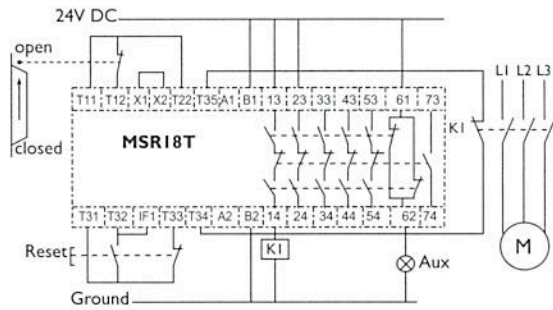 24V DC
open
L1 L2 L3
T11 T12 X1 X2 T22 T35 A1 B1 13 23 33 43 53 61 73
MSR18T
K1
closed
T31 T32 IF1 T33 T34 A2 B2 14 24 34 44 54 62 74
M
Reset
K1
Aux
Ground